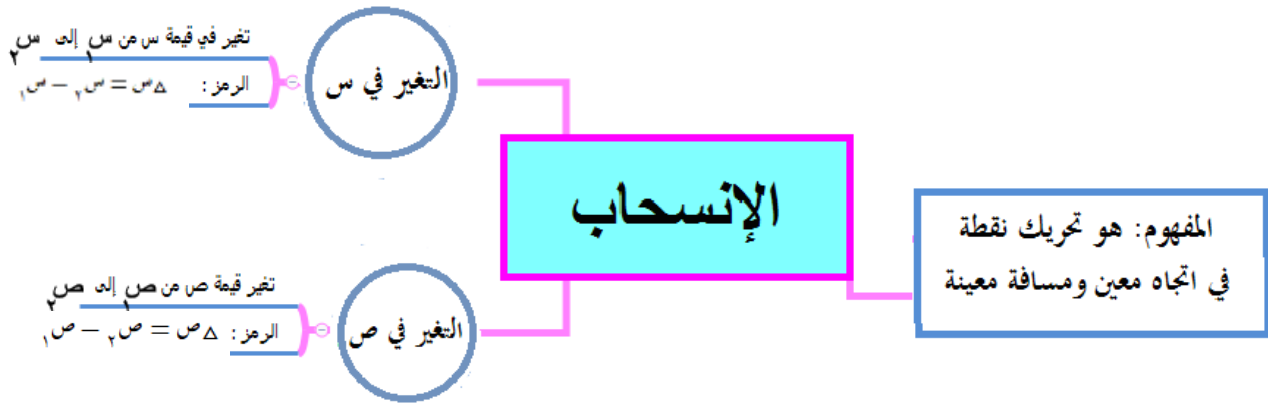 الإنسحاب
المفهوم: هو تحريك نقطة
في اتجاه معين ومسافة معينة
التغير في س
تغير في قيمة س من س١ إلى س٢
الرمز: △س = س٢ − س١
التغير في ص
تغير قيمة ص من ص١ إلى ص٢
الرمز: △ص = ص٢ − ص١